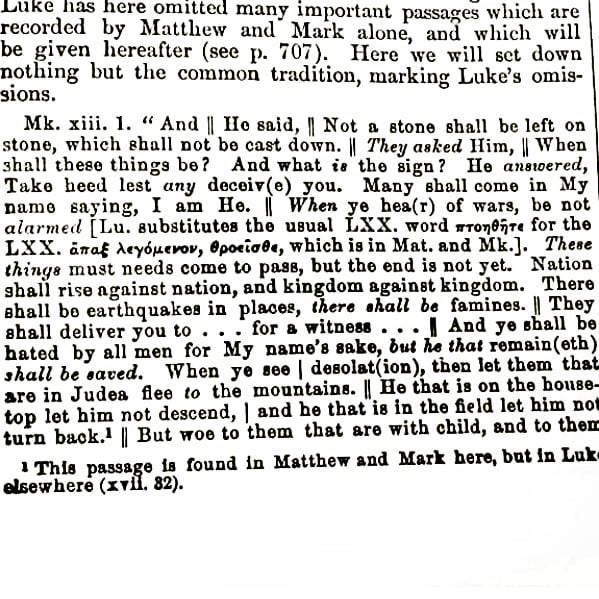 Luke has here omitted many important passages which are
recorded by Matthew and Mark alone, and which will
be given hereafter (see p. 707). Here we will set down
nothing but the common tradition, marking Luke's omis-
sions.
Mk. xiii. 1. “ And || He said, || Not a stone shall be left on
stone, which shall not be cast down. || They asked Him, || When
shall these things be? And what is the sign? He answered,
Take heed lest any deceiv(e) you. Many shall come in My
name saying, I am He. || When ye hea(r) of wars, be not
alarmed [Lu. substitutes the usual LXX. word πτοηθῆτε for the
LXX. ἅπαξ λεγόμενον, θροεῖσθε, which is in Mat. and Mk.]. These
things must needs come to pass, but the end is not yet. Nation
shall rise against nation, and kingdom against kingdom. There
shall be earthquakes in places, there shall be famines. || They
shall deliver you to . . . for a witness . . . || And ye shall be
hated by all men for My name's sake, but he that remain(eth)
shall be saved. When ye see | desolat(ion), then let them that
are in Judea flee to the mountains. || He that is on the house-
top let him not descend, | and he that is in the field let him not
turn back.¹ || But woe to them that are with child, and to them
¹ This passage is found in Matthew and Mark here, but in Luke
elsewhere (xvii. 32).